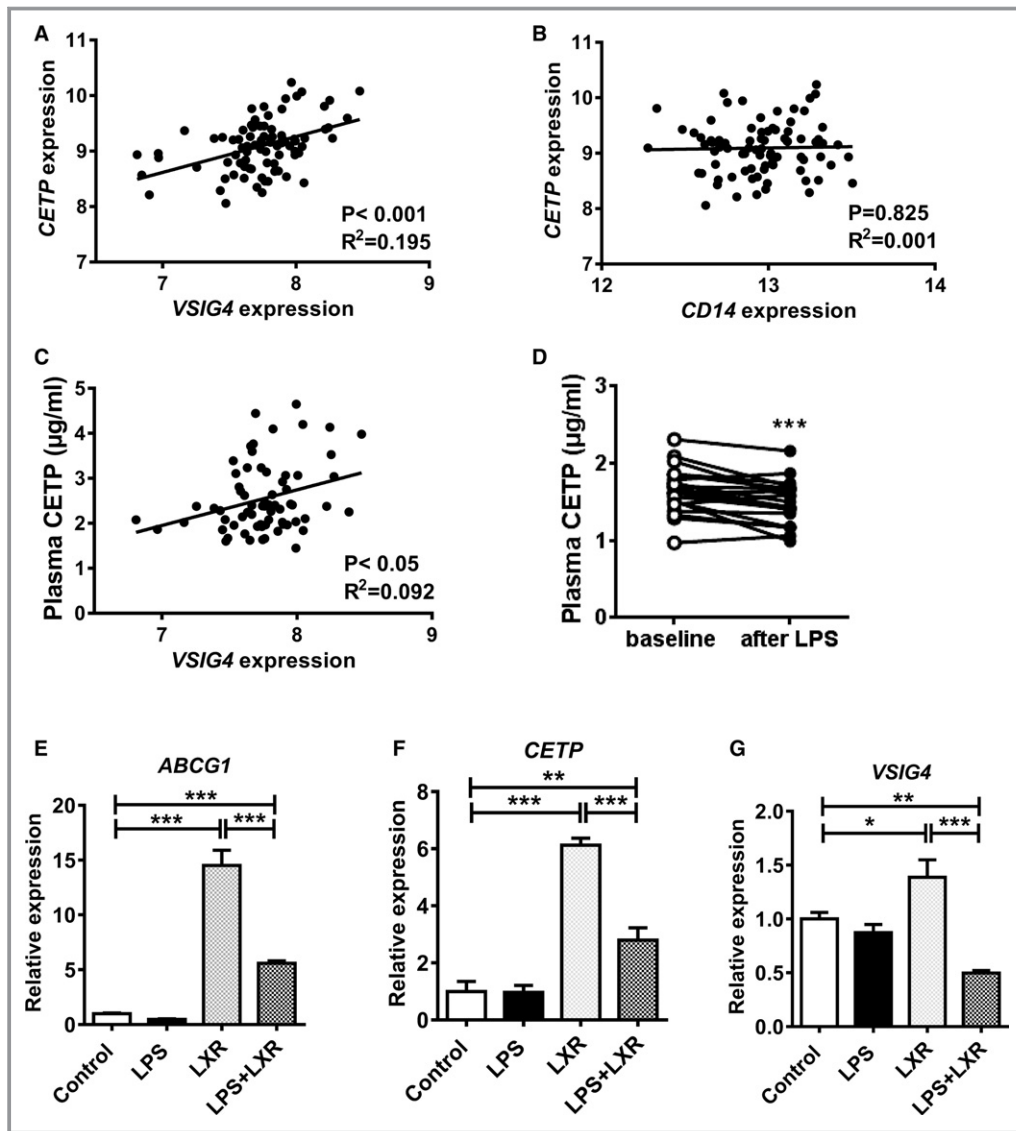 A
11
10
9
8
7
CETP expression
P< 0.001
R²=0.195
7
8
9
VSIG4 expression
B
11
10
9
8
7
CETP expression
P=0.825
R²=0.001
12
13
14
CD14 expression
C
5
4
3
2
1
0
Plasma CETP (µg/ml)
P< 0.05
R²=0.092
7
8
9
VSIG4 expression
D
3
2
1
0
Plasma CETP (µg/ml)
***
baseline
after LPS
E
ABCG1
20
15
10
5
0
Relative expression
***
***
***
Control
LPS
LXR
LPS+LXR
F
CETP
8
6
4
2
0
Relative expression
**
***
***
Control
LPS
LXR
LPS+LXR
G
VSIG4
2.0
1.5
1.0
0.5
0.0
Relative expression
**
*
***
Control
LPS
LXR
LPS+LXR